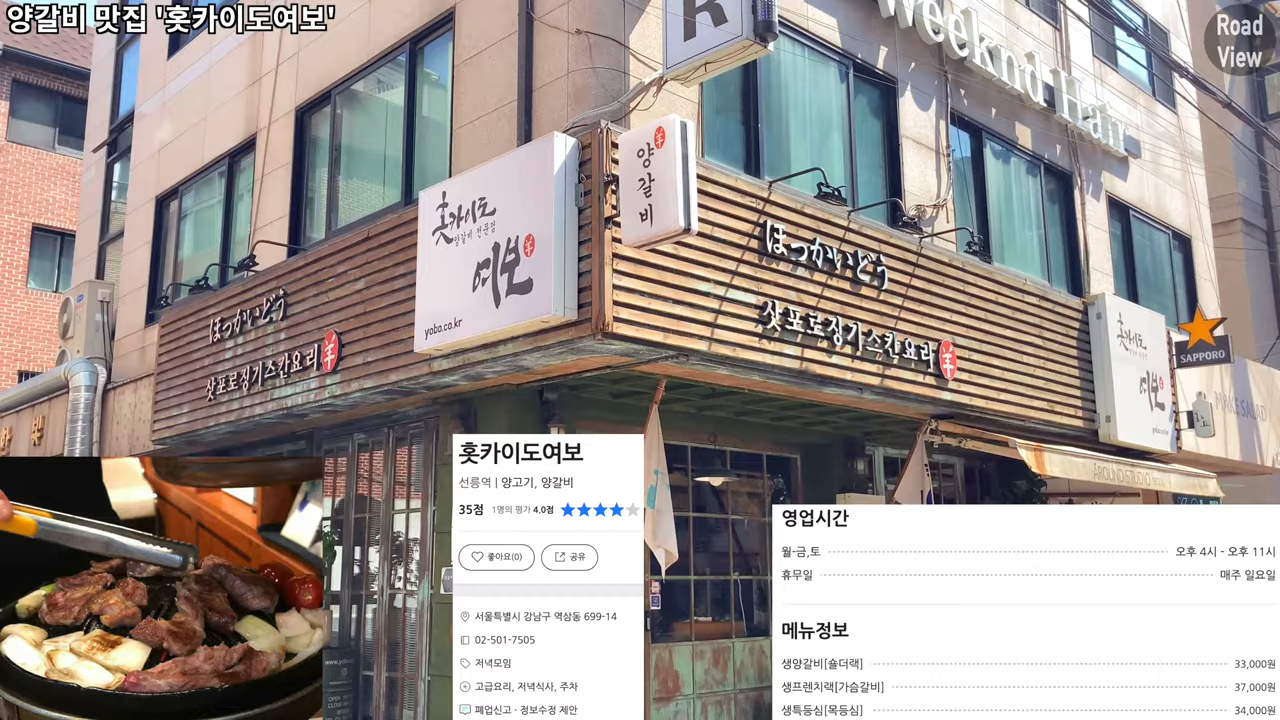 양갈비 맛집 '홋카이도여보'
Road
View
R
Weeknd Han
羊
양갈비
홋카이도
양갈비 전문점
여보
羊
yobo.co.kr
ほっかいどう
삿포로징기스칸요리
羊
ほっかいどう
삿포로징기스칸요리
羊
홋카이도
여보
yobo.co.kr
SAPPORO
MAKE SALAD
AROUND STUDIO
홋카이도여보
선릉역 | 양고기, 양갈비
35점 1명의 평가 4.0점
좋아요(0)
공유
서울특별시 강남구 역삼동 699-14
02-501-7505
저녁모임
고급요리, 저녁식사, 주차
폐업신고 · 정보수정 제안
영업시간
월-금,토 오후 4시 - 오후 11시
휴무일 매주 일요일
메뉴정보
생양갈비[숄더랙] 33,000원
생프렌치랙[가슴갈비] 37,000원
생특등심[목등심] 34,000원